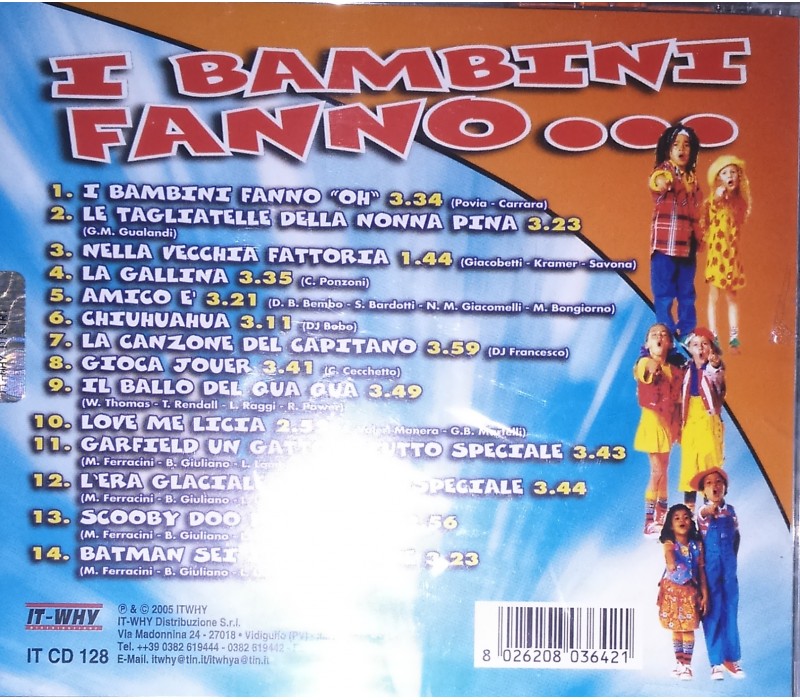 I BAMBINI
FANNO...
1. I BAMBINI FANNO "OH" 3.34 (Povia - Carrara)
2. LE TAGLIATELLE DELLA NONNA PINA 3.23
(G.M. Gualandi)
3. NELLA VECCHIA FATTORIA 1.44 (Giacobetti - Kramer - Savona)
4. LA GALLINA 3.35 (C. Ponzoni)
5. AMICO E' 3.21 (D. B. Bembo - S. Bardotti - N. M. Giacomelli - M. Bongiorno)
6. CHIUHUAHUA 3.11 (DJ Bobo)
7. LA CANZONE DEL CAPITANO 3.59 (DJ Francesco)
8. GIOCA JOUER 3.41 (C. Cecchetto)
9. IL BALLO DEL QUA QUA 3.49
(W. Thomas - T. Rendall - L. Raggi - R. Power)
10. LOVE ME LICIA Manera - G.B. Martelli)
11. GARFIELD UN GATTO SPECIALE 3.43
(M. Ferracini - B. Giuliano -
12. L'ERA GLACIALE SPECIALE 3.44
(M. Ferracini - B. Giuliano -
13. SCOOBY DOO
(M. Ferracini - B. Giuliano -
14. BATMAN SEI 3.23
(M. Ferracini - B. Giuliano -
IT-WHY
DISTRIBUZIONE
℗ & © 2005 ITWHY
IT-WHY Distribuzione S.r.l.
Via Madonnina 24 - 27018 - Vidigulfo
Tel. ++39 0382 619444 - 0382
IT CD 128
E-Mail. itwhy@tin.it/itwhya@tin.it
8 026208 036421